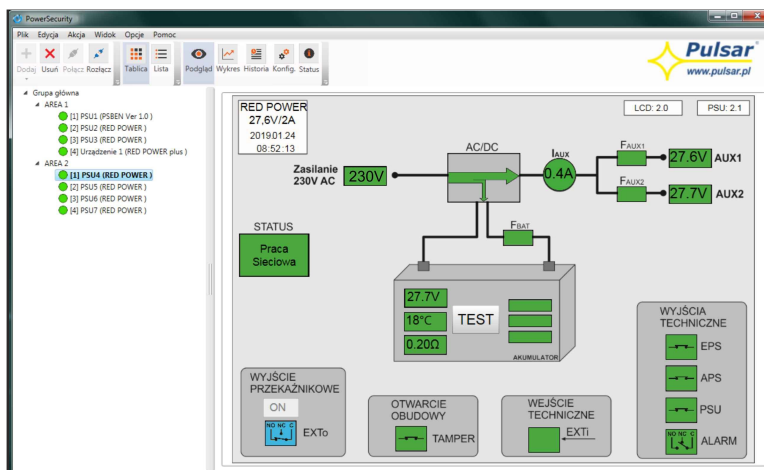 PowerSecurity
Plik Edycja Akcja Widok Opcje Pomoc
Dodaj Usuń Połącz Rozłącz Tablica Lista Podgląd Wykres Historia Konfig. Status
Pulsar
www.pulsar.pl
Grupa główna
AREA 1
[1] PSU1 (PSBEN Ver 1.0 )
[2] PSU2 (RED POWER )
[3] PSU3 (RED POWER )
[4] Urządzenie 1 (RED POWER plus )
AREA 2
[1] PSU4 (RED POWER )
[2] PSU5 (RED POWER )
[3] PSU6 (RED POWER )
[4] PSU7 (RED POWER )
RED POWER
27,6V/2A
2019.01.24
08:52:13
LCD: 2.0
PSU: 2.1
Zasilanie
230V AC
230V
AC/DC
IAUX
0.4A
FAUX1
27.6V AUX1
FAUX2
27.7V AUX2
FBAT
STATUS
Praca
Sieciowa
27.7V
18°C
0.20Ω
TEST
AKUMULATOR
WYJŚCIE
PRZEKAŹNIKOWE
ON
NO NC C
EXTo
OTWARCIE
OBUDOWY
TAMPER
WEJŚCIE
TECHNICZNE
EXTi
WYJŚCIA
TECHNICZNE
EPS
APS
PSU
NO NC C
ALARM